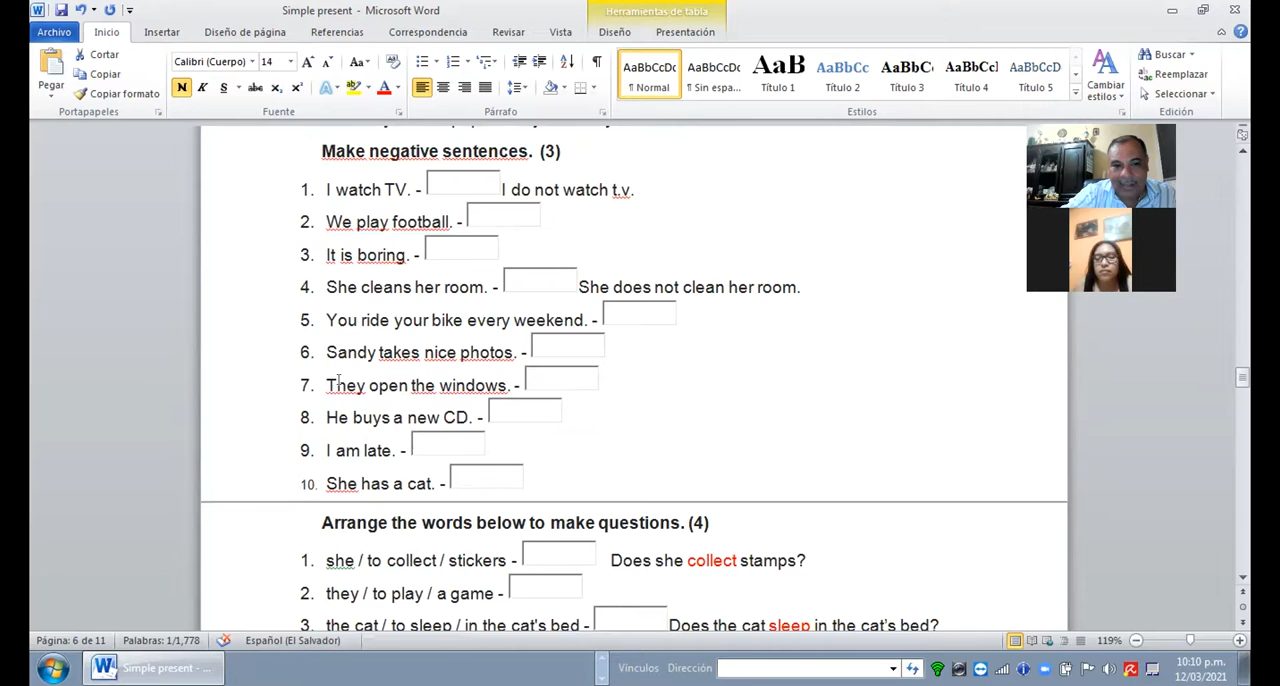 Simple present - Microsoft Word
Herramientas de tabla
Archivo Inicio Insertar Diseño de página Referencias Correspondencia Revisar Vista Diseño Presentación
Pegar
Cortar
Copiar
Copiar formato
Portapapeles
Calibri (Cuerpo) 14
Fuente
Párrafo
AaBbCcDc AaBbCcDc AaB AaBbCc AaBbC AaBbCcI AaBbCcD
¶ Normal ¶ Sin espa... Título 1 Título 2 Título 3 Título 4 Título 5
Cambiar estilos
Estilos
Buscar
Reemplazar
Seleccionar
Edición
Make negative sentences. (3)
1. I watch TV. - I do not watch t.v.
2. We play football. -
3. It is boring. -
4. She cleans her room. - She does not clean her room.
5. You ride your bike every weekend. -
6. Sandy takes nice photos. -
7. They open the windows. -
8. He buys a new CD. -
9. I am late. -
10. She has a cat. -
Arrange the words below to make questions. (4)
1. she / to collect / stickers - Does she collect stamps?
2. they / to play / a game -
3. the cat / to sleep / in the cat's bed - Does the cat sleep in the cat's bed?
Página: 6 de 11 Palabras: 1/1,778 Español (El Salvador) 119%
Simple present - ... Vínculos Dirección 10:10 p.m.
12/03/2021